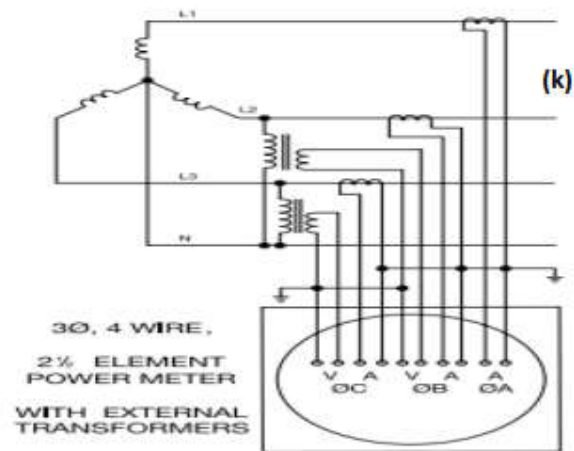 L1
(k)
L2
L3
N
3Ø, 4 WIRE,
2½ ELEMENT
POWER METER
WITH EXTERNAL
TRANSFORMERS
V A V A A
ØC ØB ØA